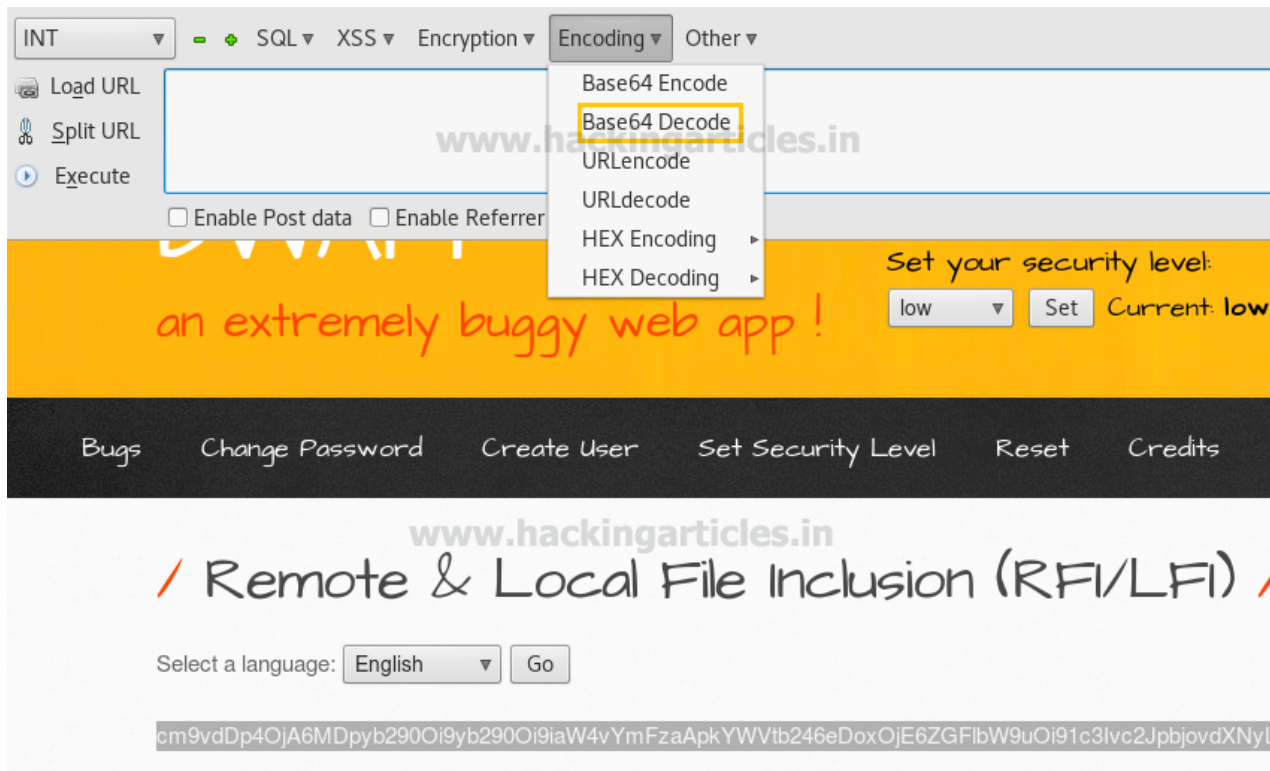 INT SQL XSS Encryption Encoding Other
Load URL
Split URL
Execute
Base64 Encode
Base64 Decode
URLencode
URLdecode
HEX Encoding
HEX Decoding
www.hackingarticles.in
Enable Post data Enable Referrer
an extremely buggy web app !
Set your security level:
low Set Current: low
Bugs Change Password Create User Set Security Level Reset Credits
www.hackingarticles.in
/ Remote & Local File Inclusion (RFI/LFI) /
Select a language: English Go
cm9vdDp4OjA6MDpyb290Oi9yb290Oi9iaW4vYmFzaApkYWVtb246eDoxOjE6ZGFlbW9uOi91c3Ivc2JpbjovdXNyL